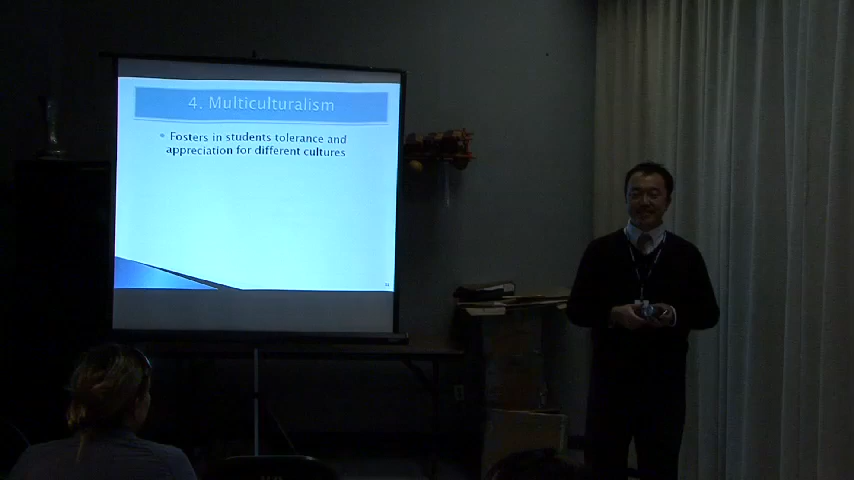 4. Multiculturalism
Fosters in students tolerance and
appreciation for different cultures